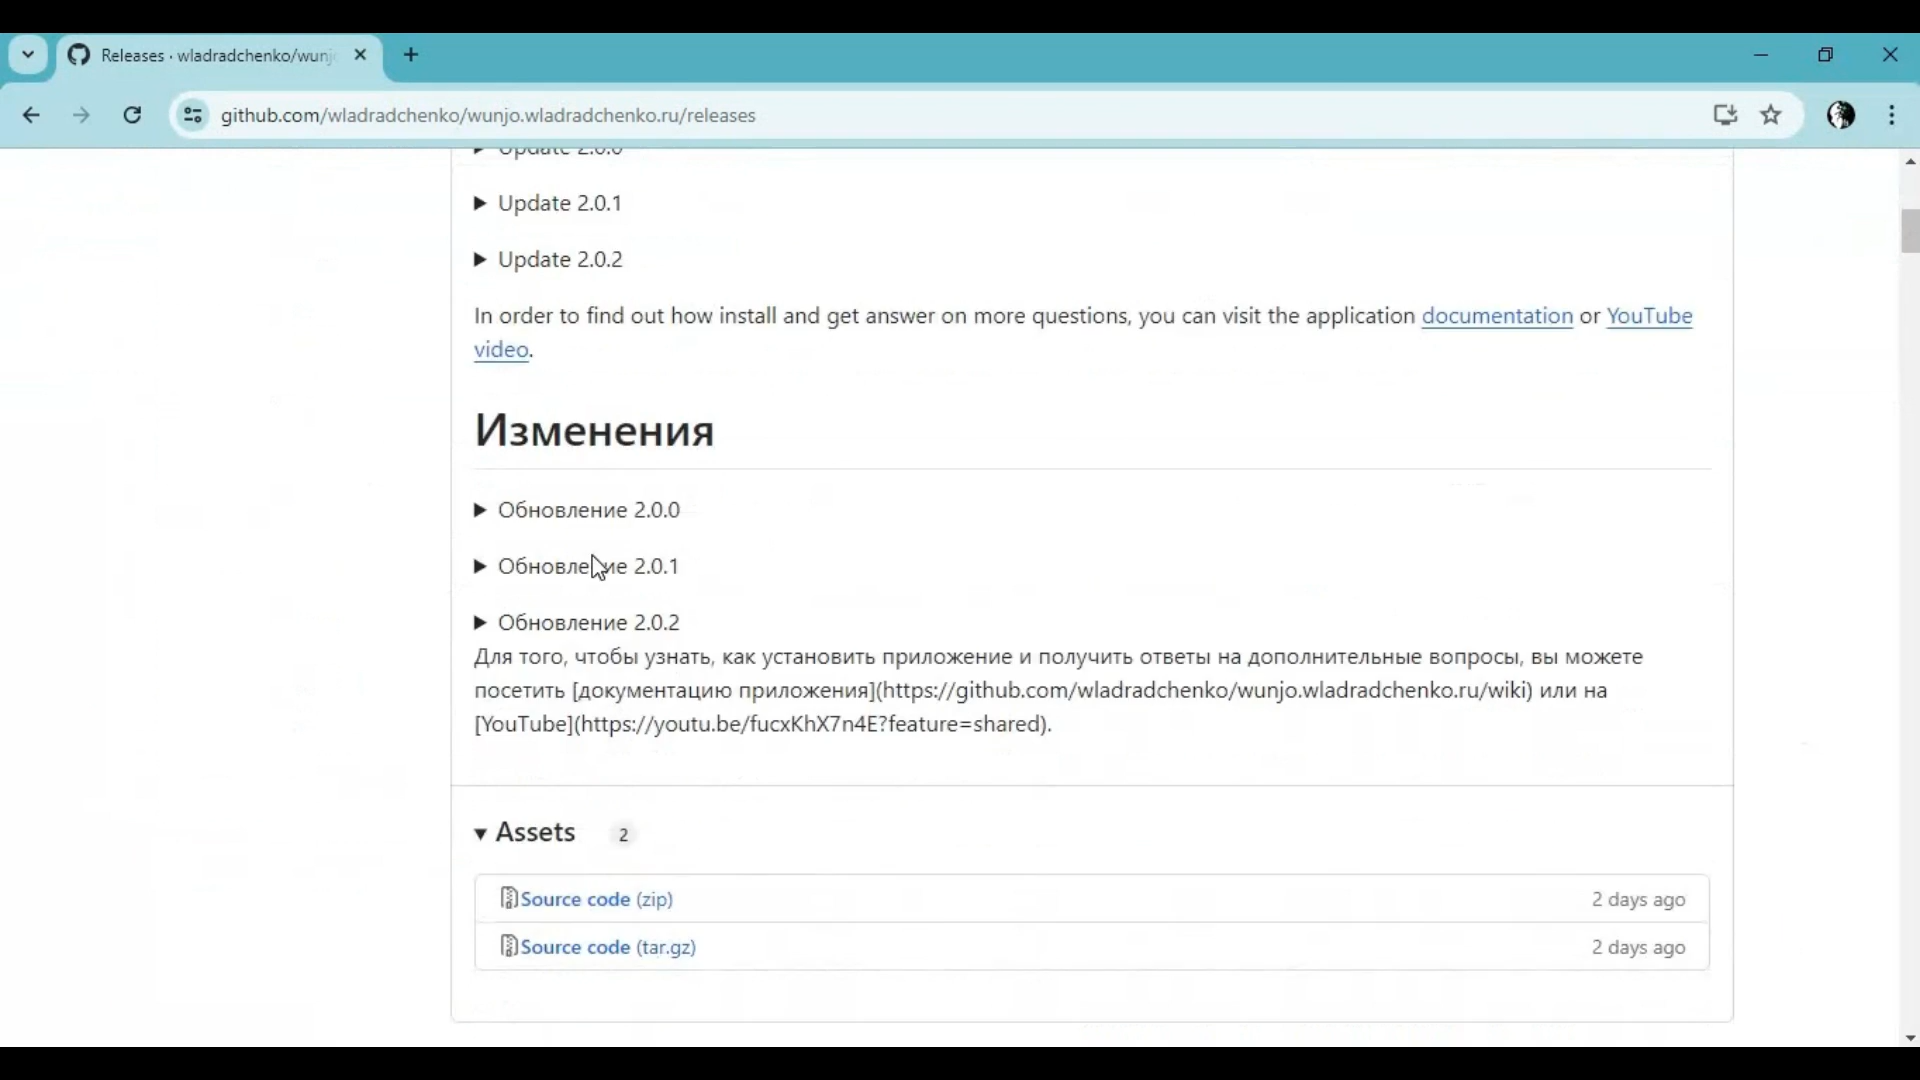 Releases · wladradchenko/wunj
github.com/wladradchenko/wunjo.wladradchenko.ru/releases
Update 2.0.0
Update 2.0.1
Update 2.0.2
In order to find out how install and get answer on more questions, you can visit the application documentation or YouTube
video.
Изменения
Обновление 2.0.0
Обновление 2.0.1
Обновление 2.0.2
Для того, чтобы узнать, как установить приложение и получить ответы на дополнительные вопросы, вы можете
посетить [документацию приложения](https://github.com/wladradchenko/wunjo.wladradchenko.ru/wiki) или на
[YouTube](https://youtu.be/fucxKhX7n4E?feature=shared).
Assets 2
Source code (zip) 2 days ago
Source code (tar.gz) 2 days ago